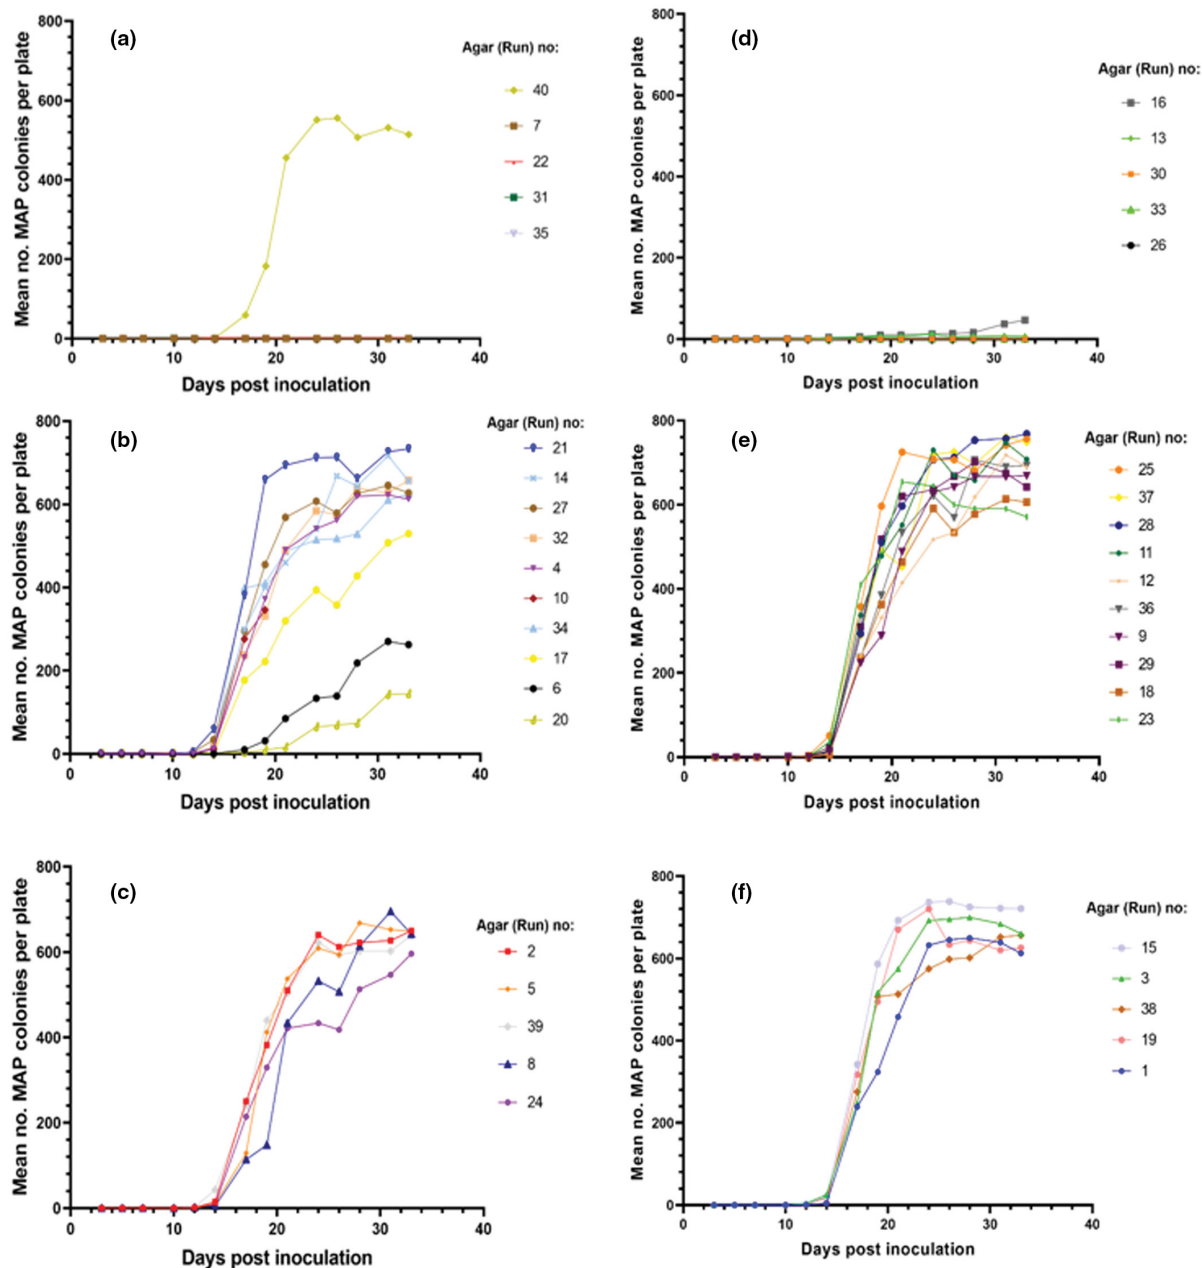 (a)
Agar (Run) no:
40
7
22
31
35
Mean no. MAP colonies per plate
800
600
400
200
0
0 10 20 30 40
Days post inoculation
(d)
Agar (Run) no:
16
13
30
33
26
Mean no. MAP colonies per plate
800
600
400
200
0
0 10 20 30 40
Days post inoculation
(b)
Agar (Run) no:
21
14
27
32
4
10
34
17
6
20
Mean no. MAP colonies per plate
800
600
400
200
0
0 10 20 30 40
Days post inoculation
(e)
Agar (Run) no:
25
37
28
11
12
36
9
29
18
23
Mean no. MAP colonies per plate
800
600
400
200
0
0 10 20 30 40
Days post inoculation
(c)
Agar (Run) no:
2
5
39
8
24
Mean no. MAP colonies per plate
800
600
400
200
0
0 10 20 30 40
Days post inoculation
(f)
Agar (Run) no:
15
3
38
19
1
Mean no. MAP colonies per plate
800
600
400
200
0
0 10 20 30 40
Days post inoculation